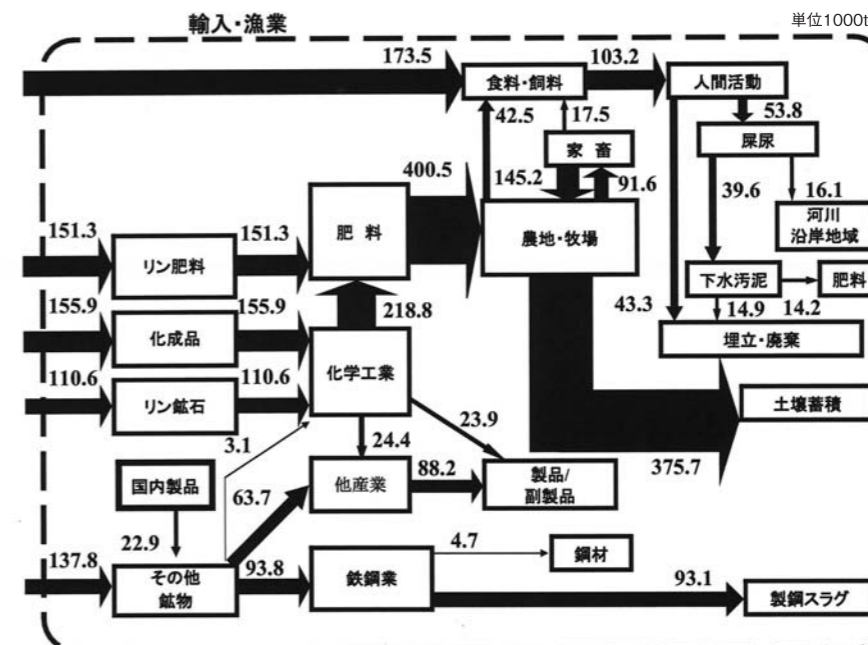 輸入・漁業
単位1000t
173.5
食料・飼料
103.2
人間活動
42.5
17.5
53.8
家 畜
屎尿
400.5
145.2
91.6
39.6
16.1
151.3
リン肥料
151.3
肥 料
農地・牧場
河川
沿岸地域
下水汚泥
肥料
155.9
化成品
155.9
218.8
43.3
14.9
14.2
化学工業
埋立・廃棄
110.6
リン鉱石
110.6
土壌蓄積
3.1
24.4
23.9
375.7
国内製品
63.7
他産業
88.2
製品/
副製品
22.9
4.7
鋼材
137.8
その他
鉱物
93.8
鉄鋼業
93.1
製鋼スラグ